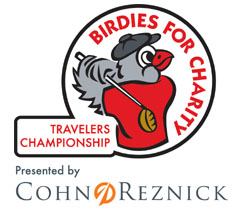 BIRDIES FOR CHARITY
TRAVELERS
CHAMPIONSHIP
Presented by
COHNREZNICK